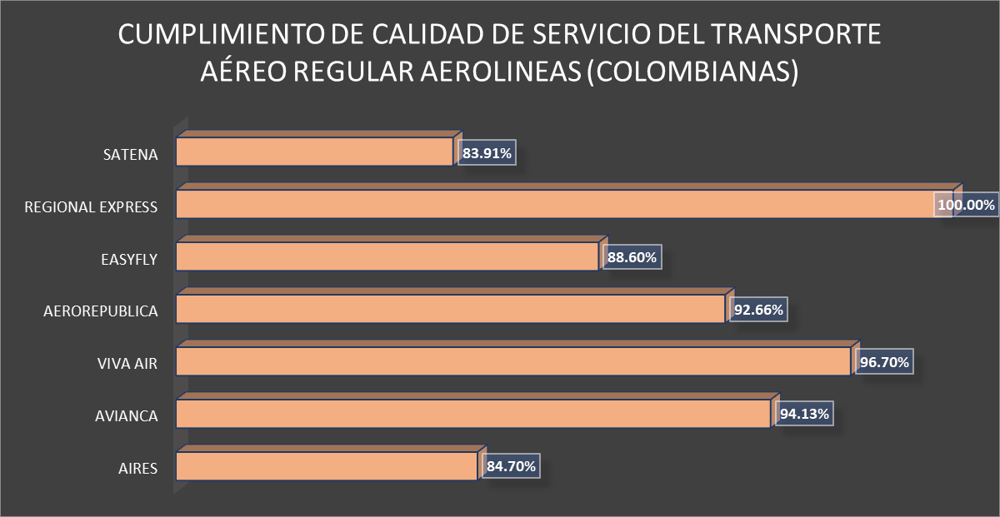 CUMPLIMIENTO DE CALIDAD DE SERVICIO DEL TRANSPORTE
AÉREO REGULAR AEROLINEAS (COLOMBIANAS)
SATENA
83.91%
REGIONAL EXPRESS
100.00%
EASYFLY
88.60%
AEROREPUBLICA
92.66%
VIVA AIR
96.70%
AVIANCA
94.13%
AIRES
84.70%